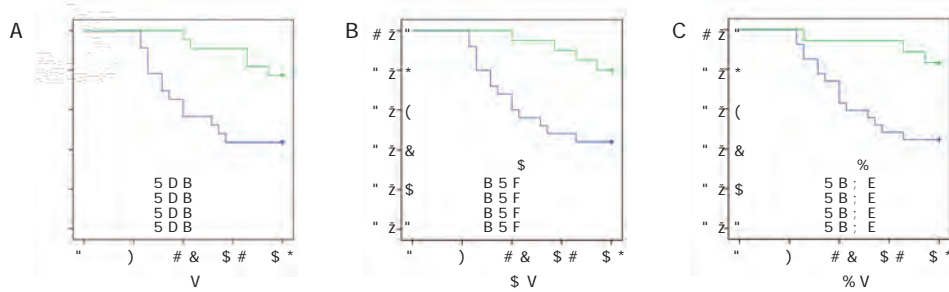 A
B
C
# ž "
" ž *
" ž (
" ž &
" ž $
" ž "
# ž "
" ž *
" ž (
" ž &
" ž $
" ž "
5 D B
5 D B
5 D B
5 D B
$
B 5 F
B 5 F
B 5 F
B 5 F
%
5 B ; E
5 B ; E
5 B ; E
5 B ; E
" ) # & $ # $ *
" ) # & $ # $ *
" ) # & $ # $ *
V
$ V
% V